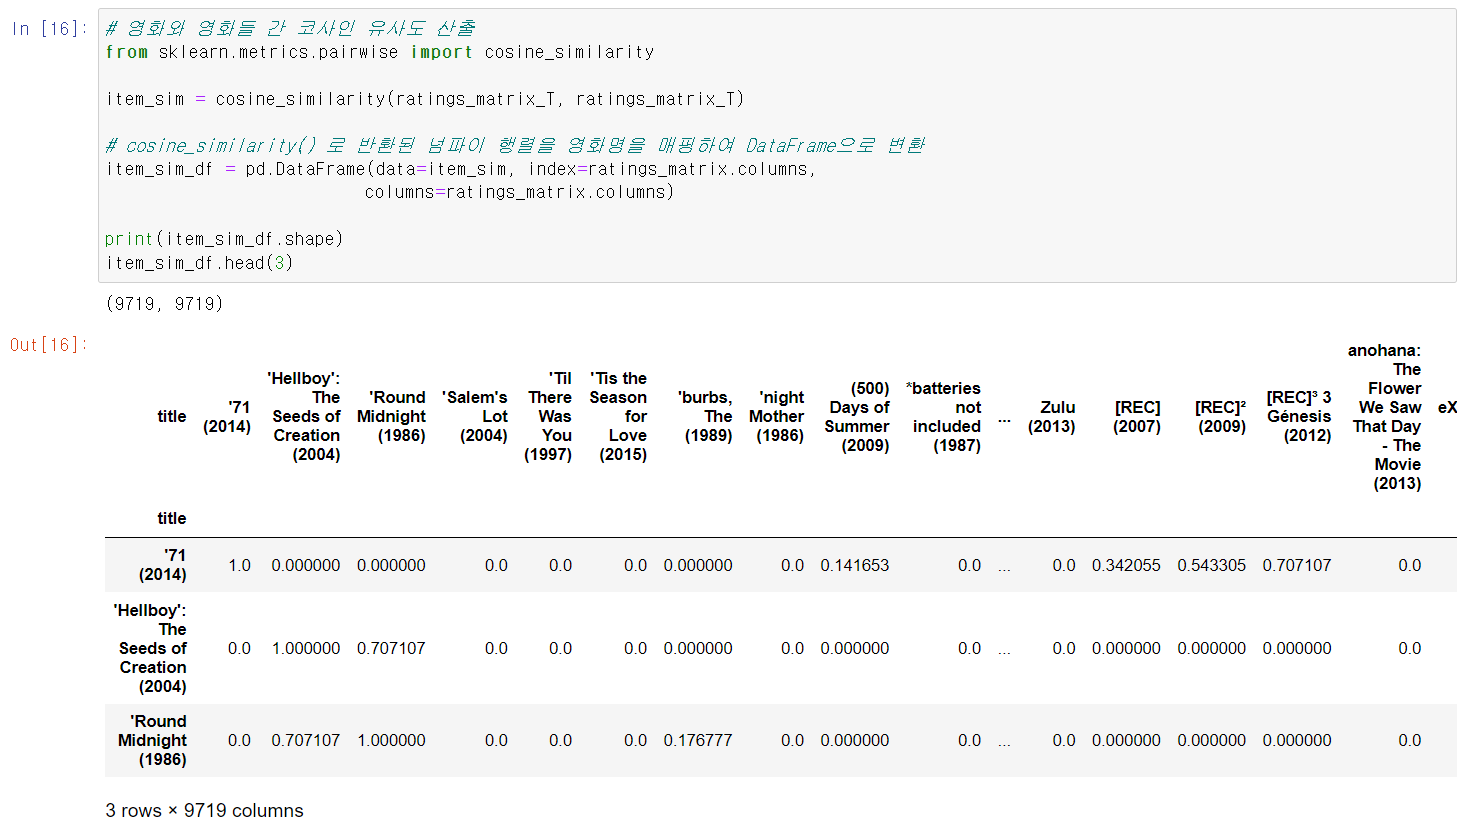 In [16]:
# 영화와 영화들 간 코사인 유사도 산출
from sklearn.metrics.pairwise import cosine_similarity
item_sim = cosine_similarity(ratings_matrix_T, ratings_matrix_T)
# cosine_similarity() 로 반환된 넘파이 행렬을 영화명을 매핑하여 DataFrame으로 변환
item_sim_df = pd.DataFrame(data=item_sim, index=ratings_matrix.columns,
columns=ratings_matrix.columns)
print(item_sim_df.shape)
item_sim_df.head(3)
(9719, 9719)
Out[16]:
title
'71
(2014)
'Hellboy':
The
Seeds of
Creation
(2004)
'Round
Midnight
(1986)
'Salem's
Lot
(2004)
'Til
There
Was
You
(1997)
'Tis the
Season
for
Love
(2015)
'burbs,
The
(1989)
'night
Mother
(1986)
(500)
Days of
Summer
(2009)
*batteries
not
included
(1987)
...
Zulu
(2013)
[REC]
(2007)
[REC]²
(2009)
[REC]³ 3
Génesis
(2012)
anohana:
The
Flower
We Saw
That Day
- The
Movie
(2013)
eX
title
'71
(2014)
1.0 0.000000 0.000000 0.0 0.0 0.0 0.000000 0.0 0.141653 0.0 ... 0.0 0.342055 0.543305 0.707107 0.0
'Hellboy':
The
Seeds of
Creation
(2004)
0.0 1.000000 0.707107 0.0 0.0 0.0 0.000000 0.0 0.000000 0.0 ... 0.0 0.000000 0.000000 0.000000 0.0
'Round
Midnight
(1986)
0.0 0.707107 1.000000 0.0 0.0 0.0 0.176777 0.0 0.000000 0.0 ... 0.0 0.000000 0.000000 0.000000 0.0
3 rows × 9719 columns